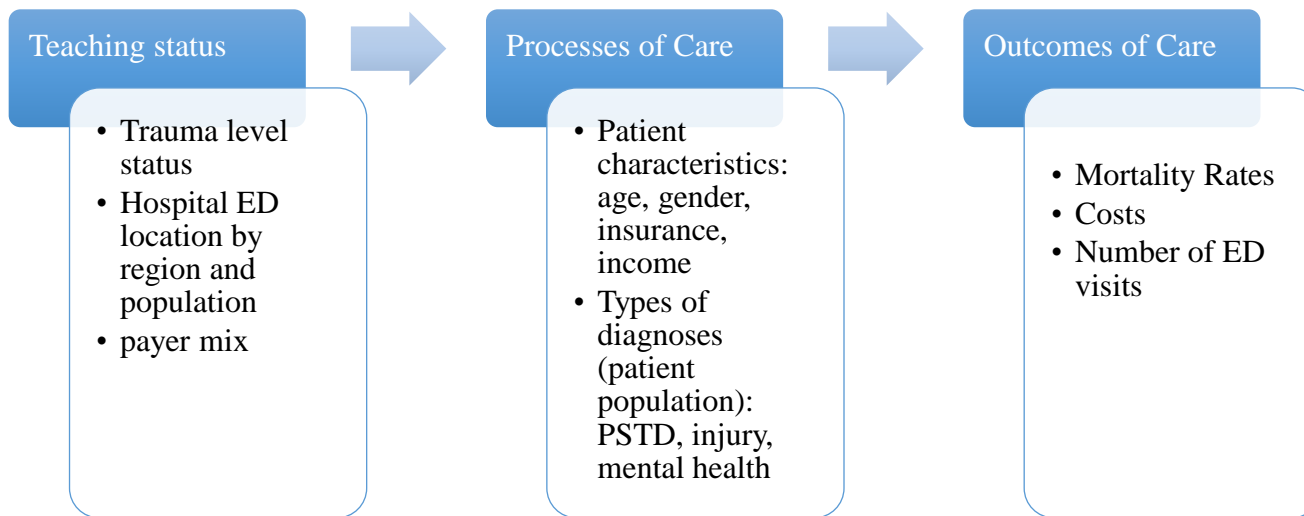 Teaching status
• Trauma level
status
• Hospital ED
location by
region and
population
• payer mix
Processes of Care
• Patient
characteristics:
age, gender,
insurance,
income
• Types of
diagnoses
(patient
population):
PSTD, injury,
mental health
Outcomes of Care
• Mortality Rates
• Costs
• Number of ED
visits